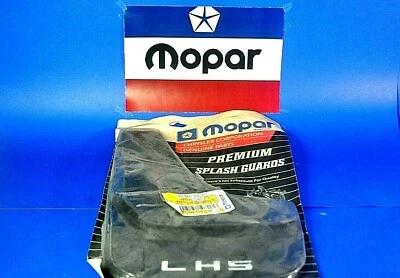 Mopar
mopar
CHRYSLER CORPORATION
GENUINE PARTS
PREMIUM
SPLASH GUARDS
LHS